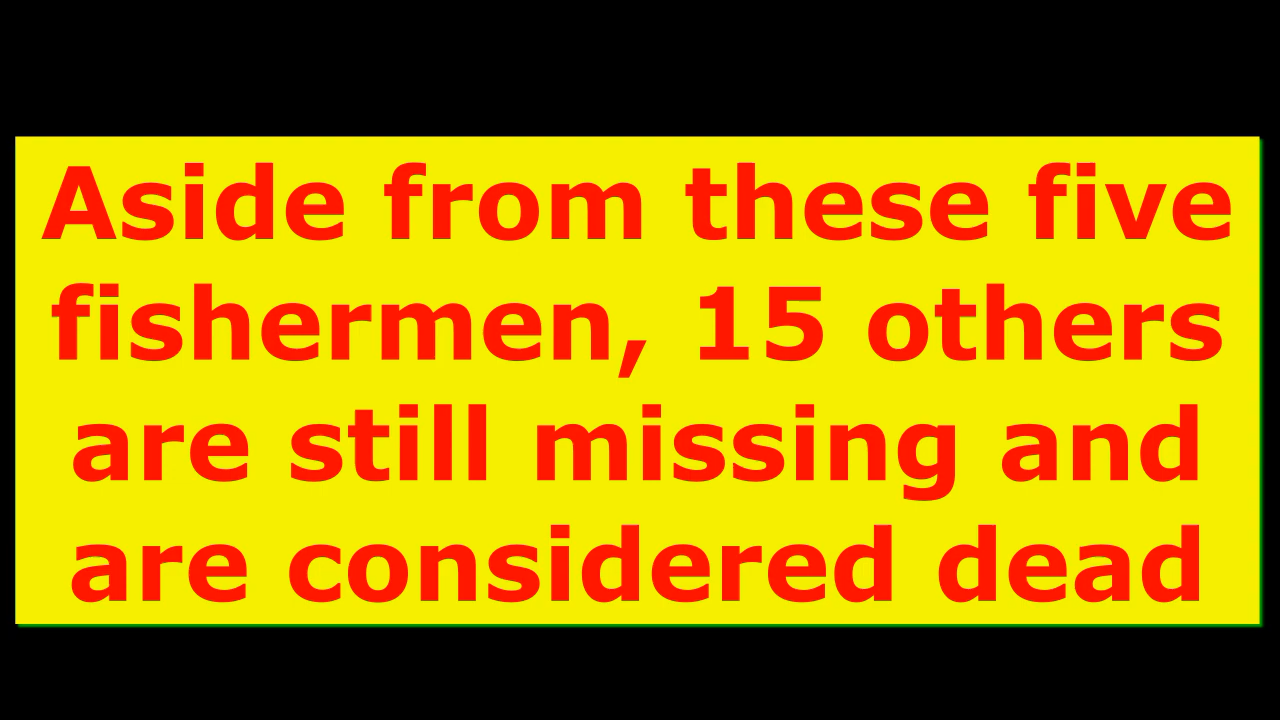 Aside from these five
fishermen, 15 others
are still missing and
are considered dead